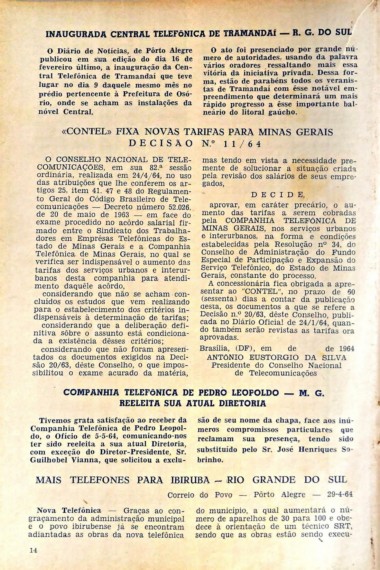 INAUGURADA CENTRAL TELEFÔNICA DE TRAMANDAÍ — R. G. DO SUL
O Diário de Notícias, de Pôrto Alegre
publicou em sua edição do dia 16 de
fevereiro último, a inauguração da Cen-
tral Telefônica de Tramandaí que teve
lugar no dia 9 daquele mesmo mês no
prédio pertencente à Prefeitura de Osó-
rio, onde se acham as instalações da
nóvel Central.
O ato foi presenciado por grande nú-
mero de autoridades, usando da palavra
vários oradores ressaltando mais essa
vitória da iniciativa privada. Dessa for-
ma, estão de parabéns todos os veranis-
tas de Tramandaí com êsse notável em-
preendimento que determinará um mais
rápido progresso a êsse importante bal-
neário do litoral gaúcho.
«CONTEL» FIXA NOVAS TARIFAS PARA MINAS GERAIS
DECISÃO N.º 11/64
O CONSELHO NACIONAL DE TELE-
COMUNICAÇÕES, em sua 82.ª sessão
ordinária, realizada em 24/4/64, no uso
das atribuições que lhe conferem os ar-
tigos 25, item 41, 47 e 48 do Regulamen-
to Geral do Código Brasileiro de Tele-
comunicações — Decreto número 52.026,
de 20 de maio de 1963 — em face do
exame procedido no acôrdo salarial fir-
mado entre o Sindicato dos Trabalha-
dores em Emprêsas Telefônicas do Es-
tado de Minas Gerais e a Companhia
Telefônica de Minas Gerais, no qual se
verifica ser indispensável o aumento das
tarifas dos serviços urbanos e interur-
banos desta companhia para atendi-
mento daquele acôrdo,
considerando que não se acham con-
cluídos os estudos que vem realizando
para o estabelecimento dos critérios in-
dispensáveis à determinação de tarifas;
considerando que a deliberação defi-
nitiva sôbre o assunto está condiciona-
da a existência dêsses critérios;
considerando que não foram apresen-
tados os documentos exigidos na Deci-
são 20/63, dêste Conselho, o que impos-
sibilitou o exame acurado da matéria,
mas tendo em vista a necessidade pre-
mente de solucionar a situação criada
pela revisão dos salários de seus empre-
gados,
DECIDE,
aprovar, em caráter precário, o au-
mento das tarifas a serem cobradas
pela COMPANHIA TELEFÔNICA DE
MINAS GERAIS, nos serviços urbanos
e interurbanos, na forma e condições
estabelecidas pela Resolução nº 34, do
Conselho de Administração do Fundo
Especial de Participação e Expansão do
Serviço Telefônico, do Estado de Minas
Gerais, constante do processo.
A concessionária fica obrigada a apre-
sentar ao "CONTEL", no prazo de 60
(sessenta) dias a contar da publicação
desta, os documentos a que se refere a
Decisão n.º 20/63, dêste Conselho, publi-
cada no Diário Oficial de 24/1/64, quan-
do também serão revistas as tarifas ora
aprovadas.
Brasília, (DF), em de de 1964
ANTONIO EUSTORGIO DA SILVA
Presidente do Conselho Nacional
de Telecomunicações
COMPANHIA TELEFÔNICA DE PEDRO LEOPOLDO — M. G.
REELEITA SUA ATUAL DIRETORIA
Tivemos grata satisfação ao receber da
Companhia Telefônica de Pedro Leopol-
do, o Ofício de 5-5-64, comunicando-nos
ter sido reeleita a sua atual Diretoria,
com exceção do Diretor-Presidente, Sr.
Guilhobel Vianna, que solicitou a exclu-
são de seu nome da chapa, face aos inú-
meros compromissos particulares que
reclamam sua presença, tendo sido
substituído pelo Sr. José Henriques So-
brinho.
MAIS TELEFONES PARA IBIRUBA — RIO GRANDE DO SUL
Correio do Povo — Pôrto Alegre — 29-4-64
Nova Telefônica — Graças ao con-
graçamento da administração municipal
e o povo ibirubense já se encontram
adiantadas as obras da nova telefônica
do município, a qual aumentará o nú-
mero de aparelhos de 30 para 100 e obe-
dece à orientação de um técnico SRT,
sendo que as obras estão sendo execu-
14